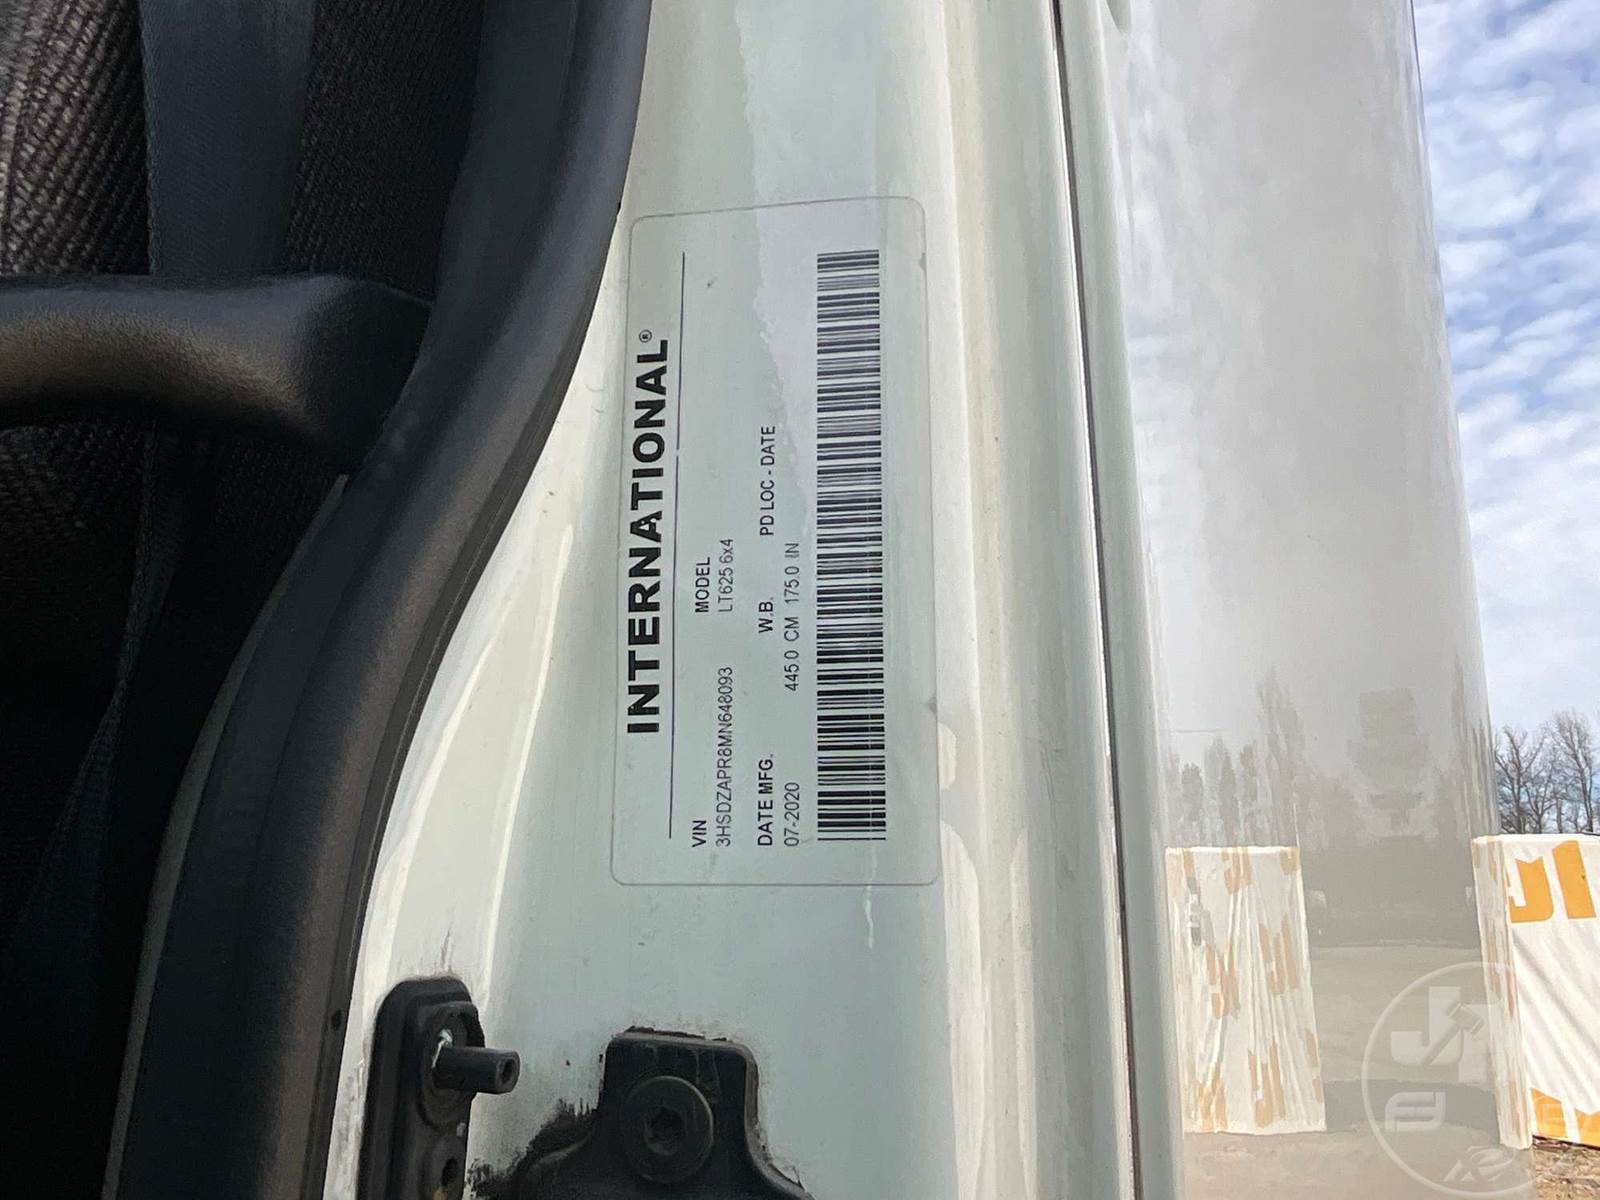 INTERNATIONAL®
VIN MODEL
3HSDZAPR8MN648093 LT625 6x4
DATE MFG. W.B. PD LOC - DATE
07-2020 445.0 CM 175.0 IN